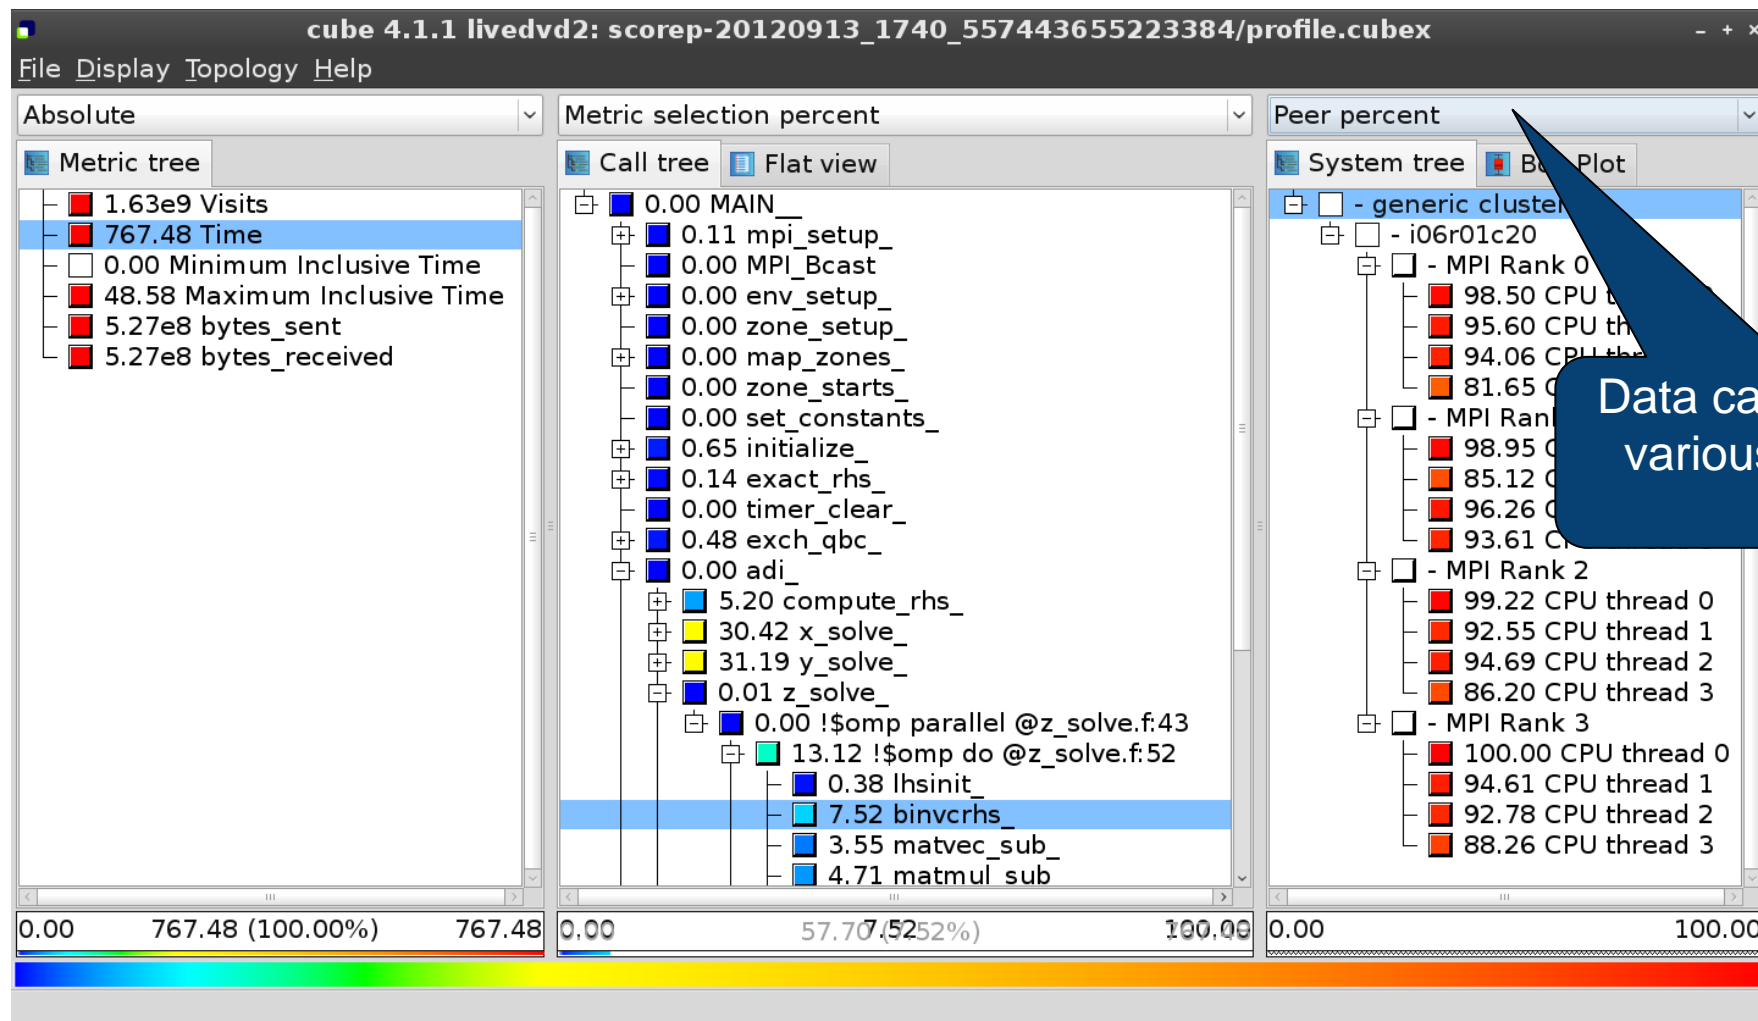 cube 4.1.1 livedvd2: scorep-20120913_1740_557443655223384/profile.cubex
File Display Topology Help
Absolute
Metric tree
1.63e9 Visits
767.48 Time
0.00 Minimum Inclusive Time
48.58 Maximum Inclusive Time
5.27e8 bytes_sent
5.27e8 bytes_received
0.00 767.48 (100.00%) 767.48
Metric selection percent
Call tree Flat view
0.00 MAIN__
0.11 mpi_setup_
0.00 MPI_Bcast
0.00 env_setup_
0.00 zone_setup_
0.00 map_zones_
0.00 zone_starts_
0.00 set_constants_
0.65 initialize_
0.14 exact_rhs_
0.00 timer_clear_
0.48 exch_qbc_
0.00 adi_
5.20 compute_rhs_
30.42 x_solve_
31.19 y_solve_
0.01 z_solve_
0.00 !$omp parallel @z_solve.f:43
13.12 !$omp do @z_solve.f:52
0.38 lhsinit_
7.52 binvcrhs_
3.55 matvec_sub_
4.71 matmul_sub
0.00 7.52 100.00
Peer percent
System tree Plot
- generic cluster
- i06r01c20
- MPI Rank 0
98.50 CPU
95.60 CPU
94.06 CPU
81.65
- MPI Rank
98.95
85.12
96.26
93.61
- MPI Rank 2
99.22 CPU thread 0
92.55 CPU thread 1
94.69 CPU thread 2
86.20 CPU thread 3
- MPI Rank 3
100.00 CPU thread 0
94.61 CPU thread 1
92.78 CPU thread 2
88.26 CPU thread 3
0.00 100.00
Data